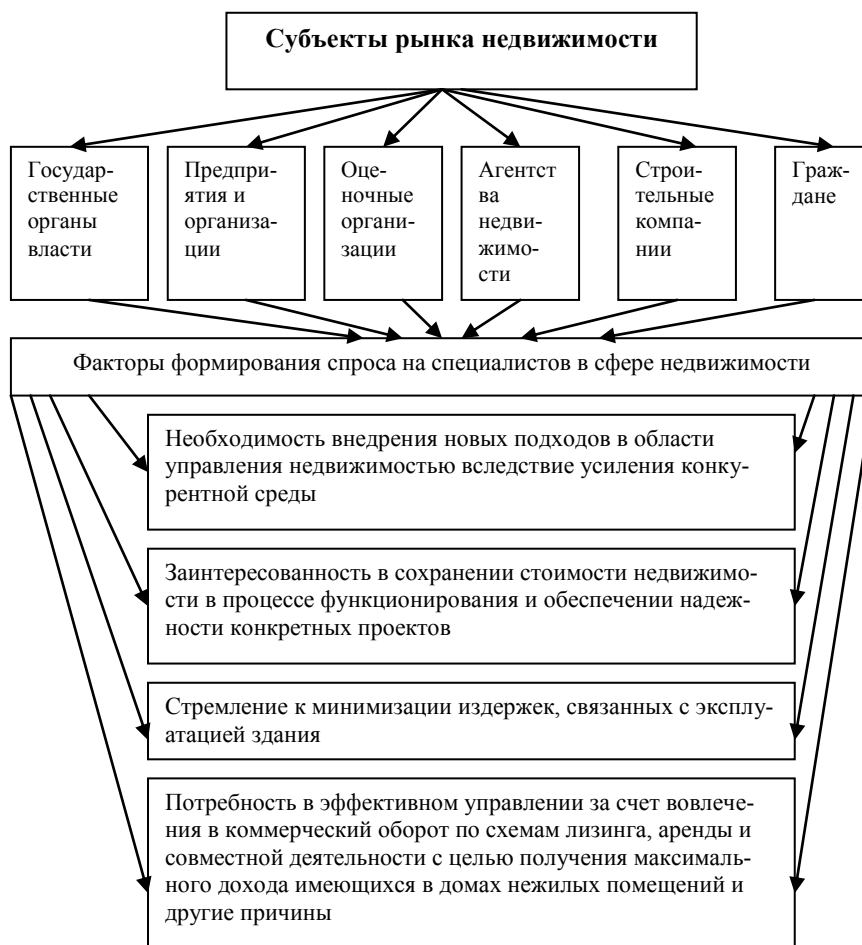 Субъекты рынка недвижимости
Государ-
ственные
органы
власти
Предпри-
ятия и
организа-
ции
Оце-
ночные
органи-
зации
Агентст
ва
недви-
жимо-
сти
Строи-
тельные
компа-
нии
Граж-
дане
Факторы формирования спроса на специалистов в сфере недвижимости
Необходимость внедрения новых подходов в области
управления недвижимостью вследствие усиления конку-
рентной среды
Заинтересованность в сохранении стоимости недвижимо-
сти в процессе функционирования и обеспечении надеж-
ности конкретных проектов
Стремление к минимизации издержек, связанных с эксплу-
атацией здания
Потребность в эффективном управлении за счет вовлече-
ния в коммерческий оборот по схемам лизинга, аренды и
совместной деятельности с целью получения максималь-
ного дохода имеющихся в домах нежилых помещений и
другие причины